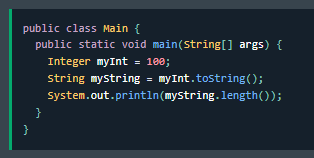 public class Main {
  public static void main(String[] args) {
    Integer myInt = 100;
    String myString = myInt.toString();
    System.out.println(myString.length());
  }
}